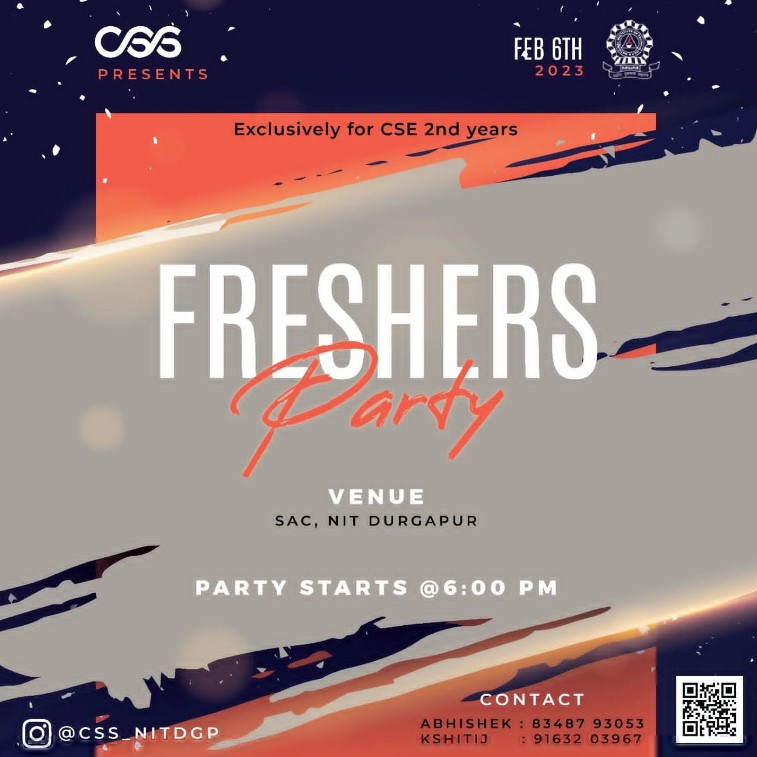 CSS
PRESENTS
FEB 6TH
2023
Exclusively for CSE 2nd years
FRESHERS
Party
VENUE
SAC, NIT DURGAPUR
PARTY STARTS @6:00 PM
CONTACT
ABHISHEK : 83487 93053
KSHITIJ : 91632 03967
@CSS_NITDGP